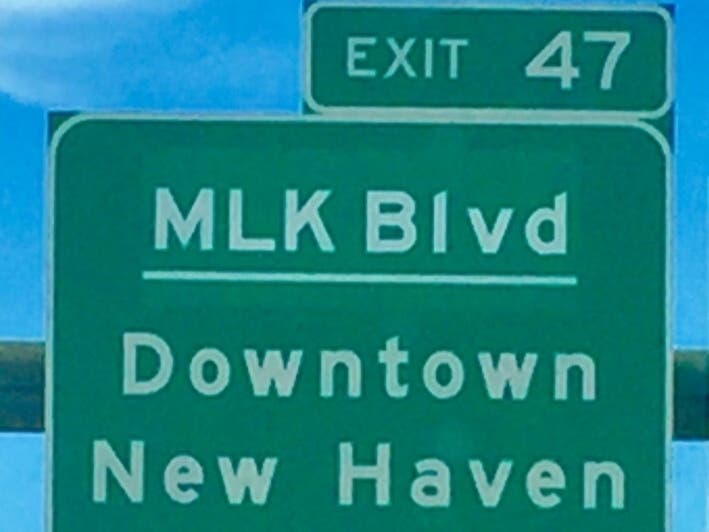 EXIT 47
MLK Blvd
Downtown
New Haven